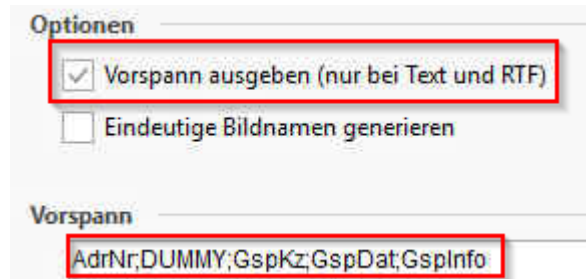 Optionen
Vorspann ausgeben (nur bei Text und RTF)
Eindeutige Bildnamen generieren
Vorspann
AdrNr;DUMMY;GspKz;GspDat;GspInfo